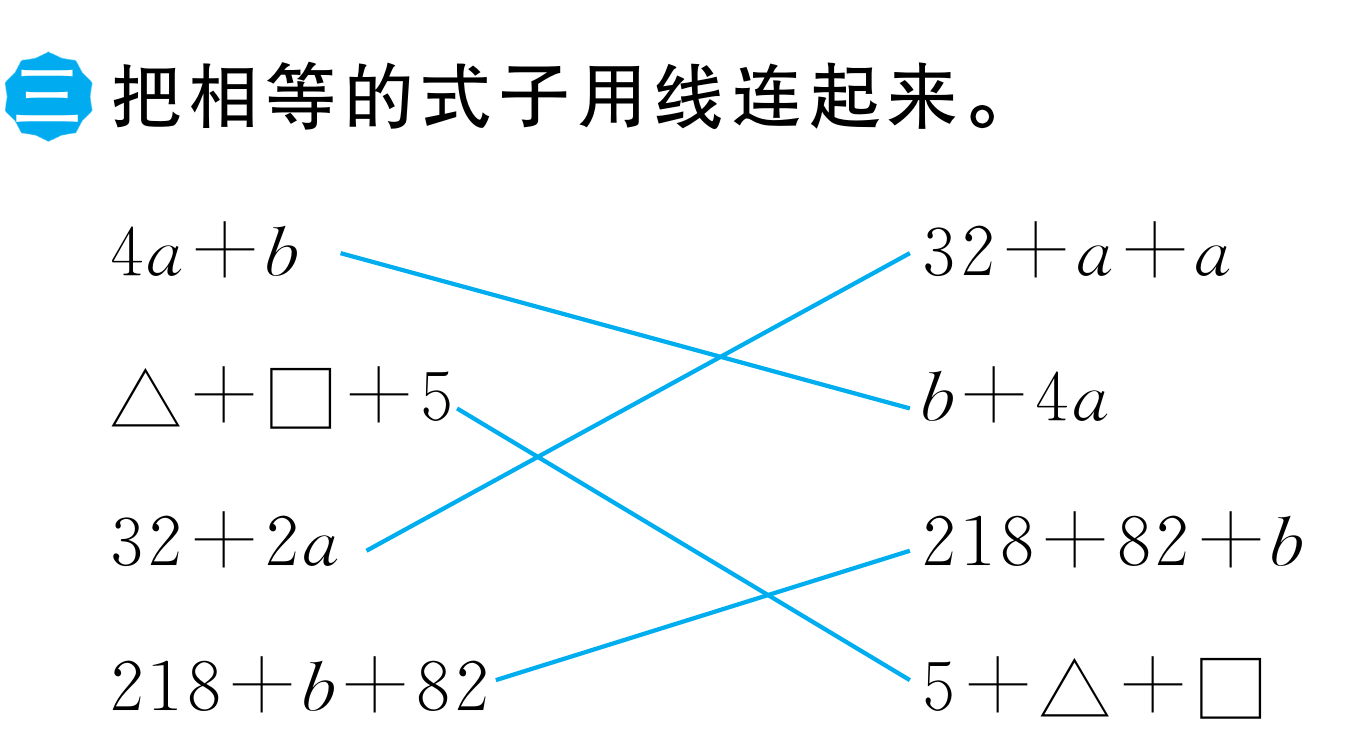 三 把相等的式子用线连起来。
4a+b 32+a+a
△+□+5 b+4a
32+2a 218+82+b
218+b+82 5+△+□